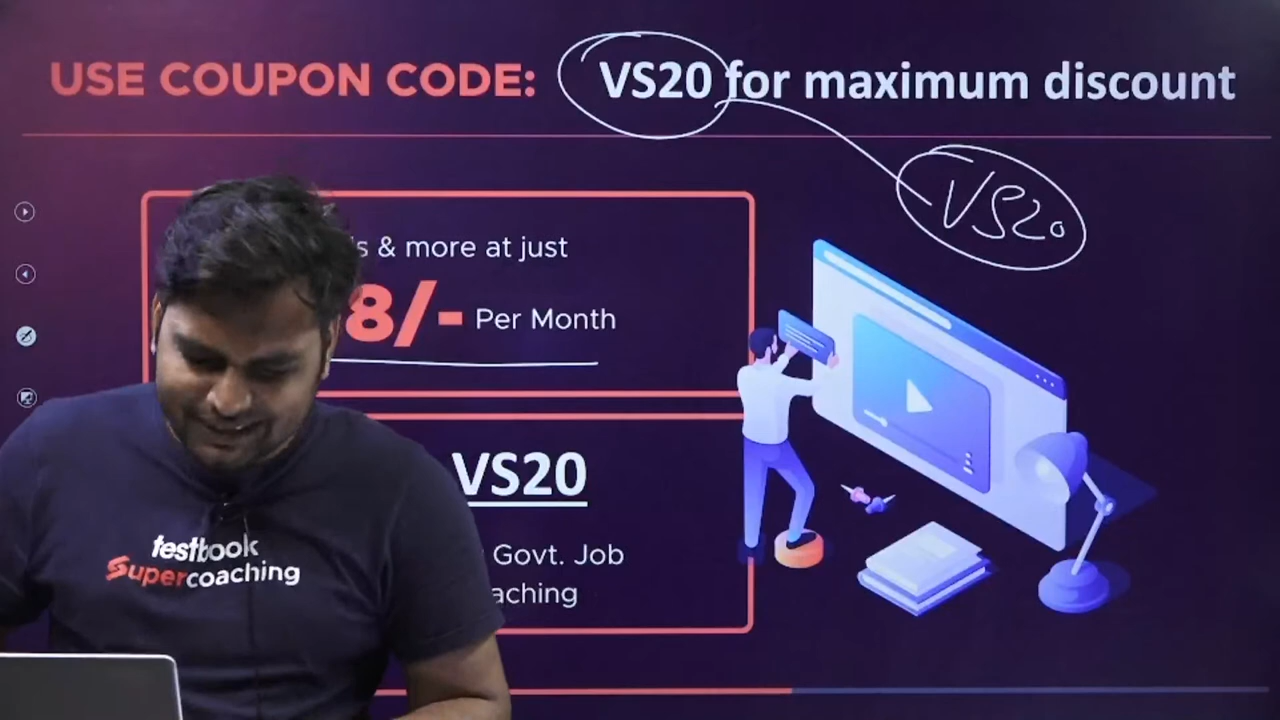 USE COUPON CODE: VS20 for maximum discount
VS20
& more at just
8/- Per Month
VS20
Govt. Job
testbook
Supercoaching